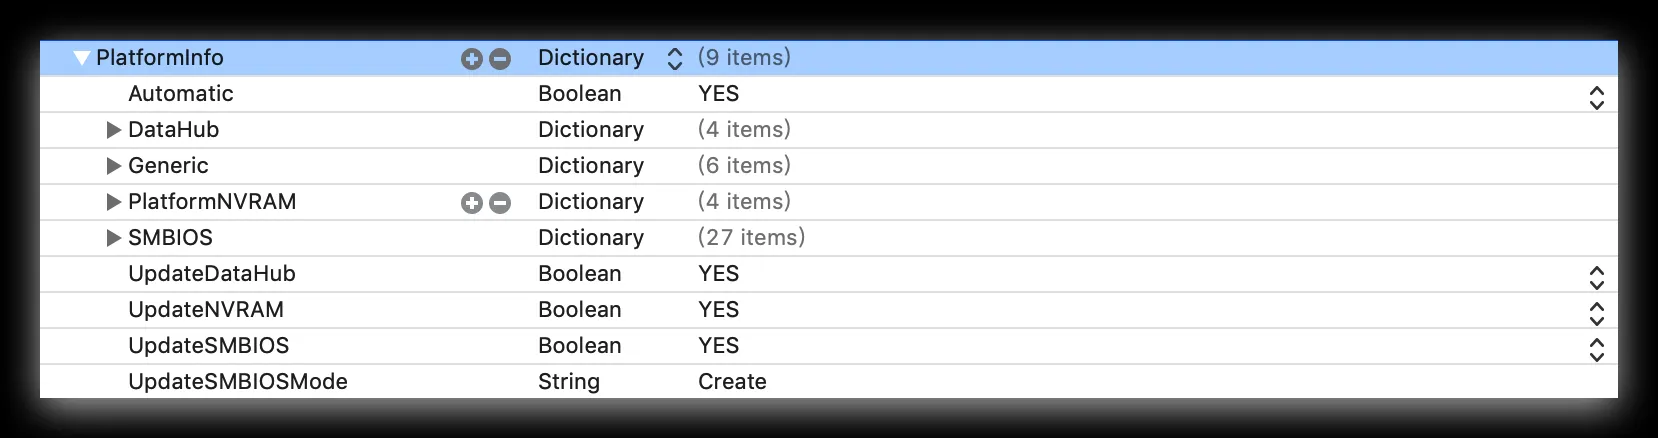 PlatformInfo Dictionary (9 items)
Automatic Boolean YES
DataHub Dictionary (4 items)
Generic Dictionary (6 items)
PlatformNVRAM Dictionary (4 items)
SMBIOS Dictionary (27 items)
UpdateDataHub Boolean YES
UpdateNVRAM Boolean YES
UpdateSMBIOS Boolean YES
UpdateSMBIOSMode String Create